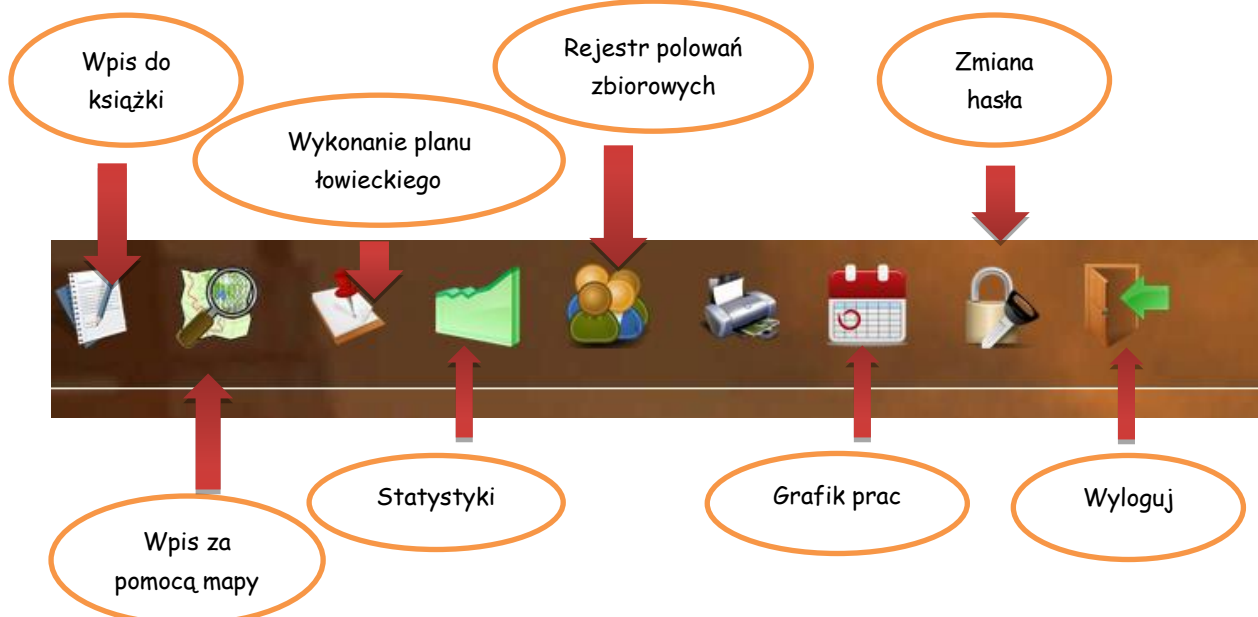 Wpis do
książki
Wykonanie planu
łowieckiego
Rejestr polowań
zbiorowych
Zmiana
hasła
Wpis za
pomocą mapy
Statystyki
Grafik prac
Wyloguj